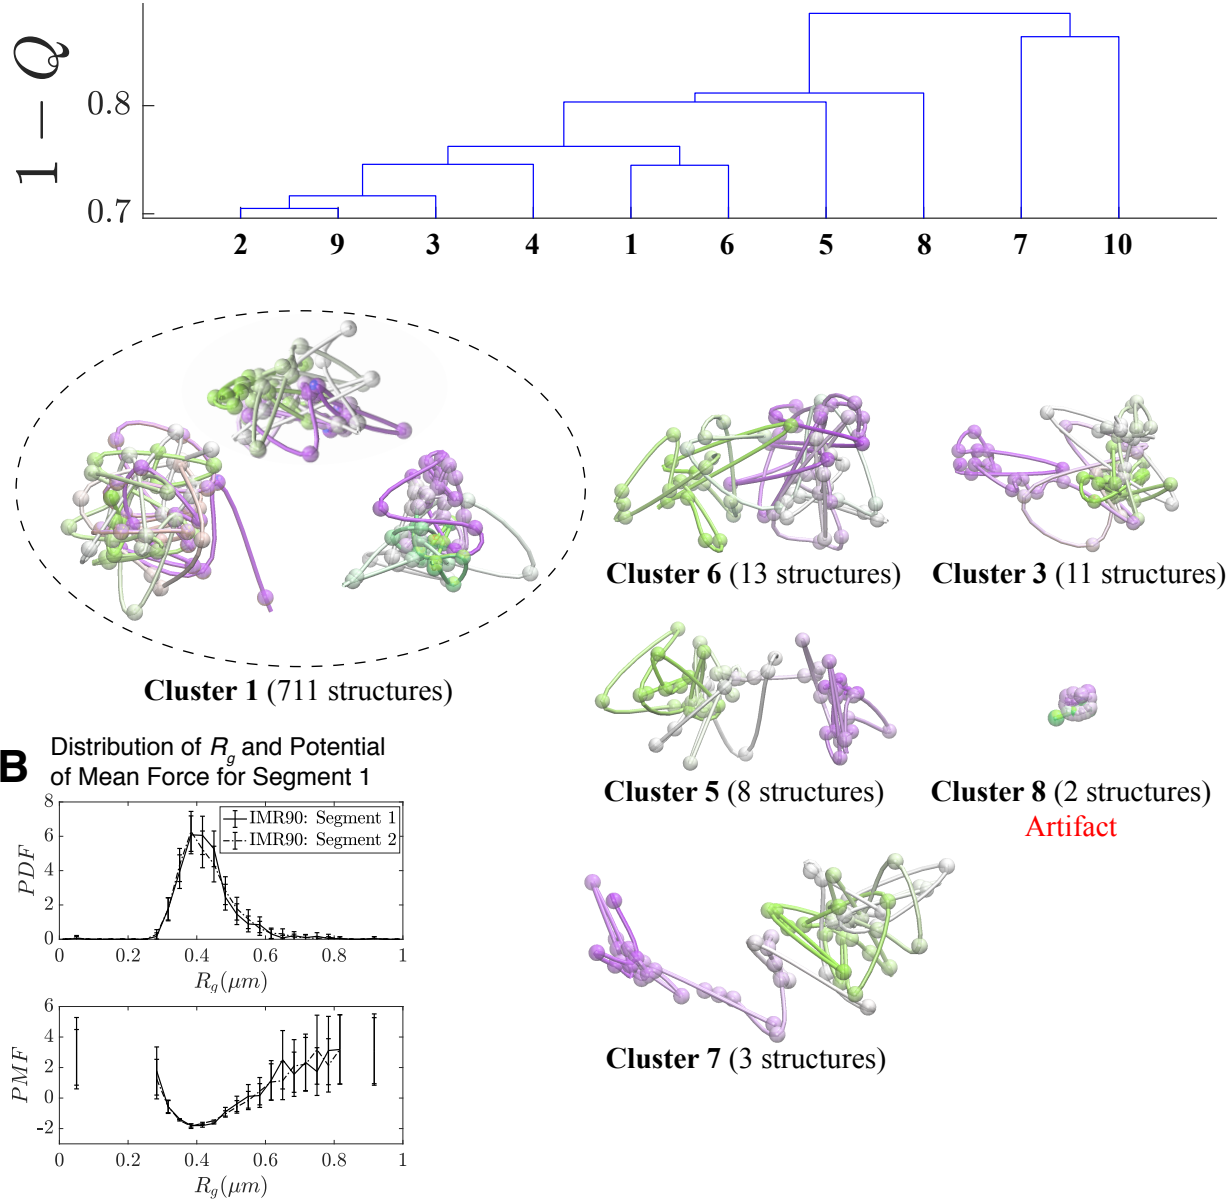 1 − Q
0.8
0.7
2 9 3 4 1 6 5 8 7 10
Cluster 6 (13 structures)
Cluster 3 (11 structures)
Cluster 1 (711 structures)
Cluster 5 (8 structures)
Cluster 8 (2 structures)
Artifact
Cluster 7 (3 structures)
B
Distribution of Rg and Potential
of Mean Force for Segment 1
PDF
8
6
4
2
0
IMR90: Segment 1
IMR90: Segment 2
0 0.2 0.4 0.6 0.8 1
Rg(μm)
PMF
6
4
2
0
-2
0 0.2 0.4 0.6 0.8 1
Rg(μm)